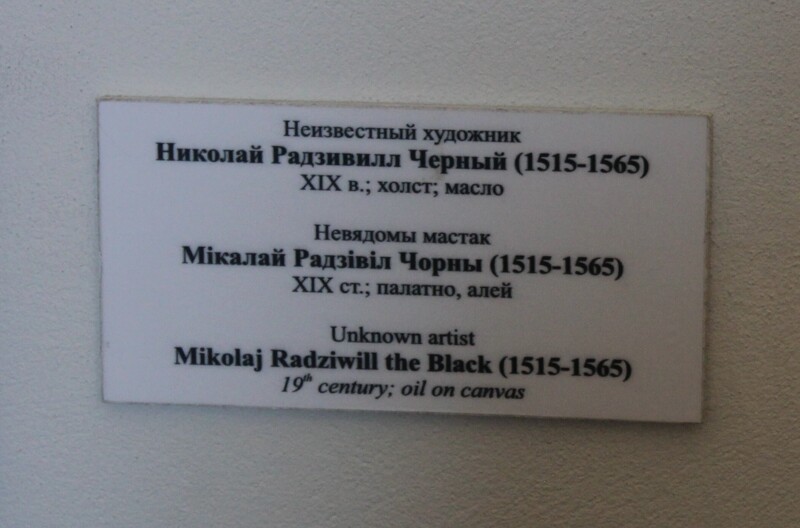 Неизвестный художник
Николай Радзивилл Черный (1515-1565)
XIX в.; холст; масло
Невядомы мастак
Мікалай Радзівіл Чорны (1515-1565)
XIX ст.; палатно, алей
Unknown artist
Mikolaj Radziwill the Black (1515-1565)
19th century; oil on canvas